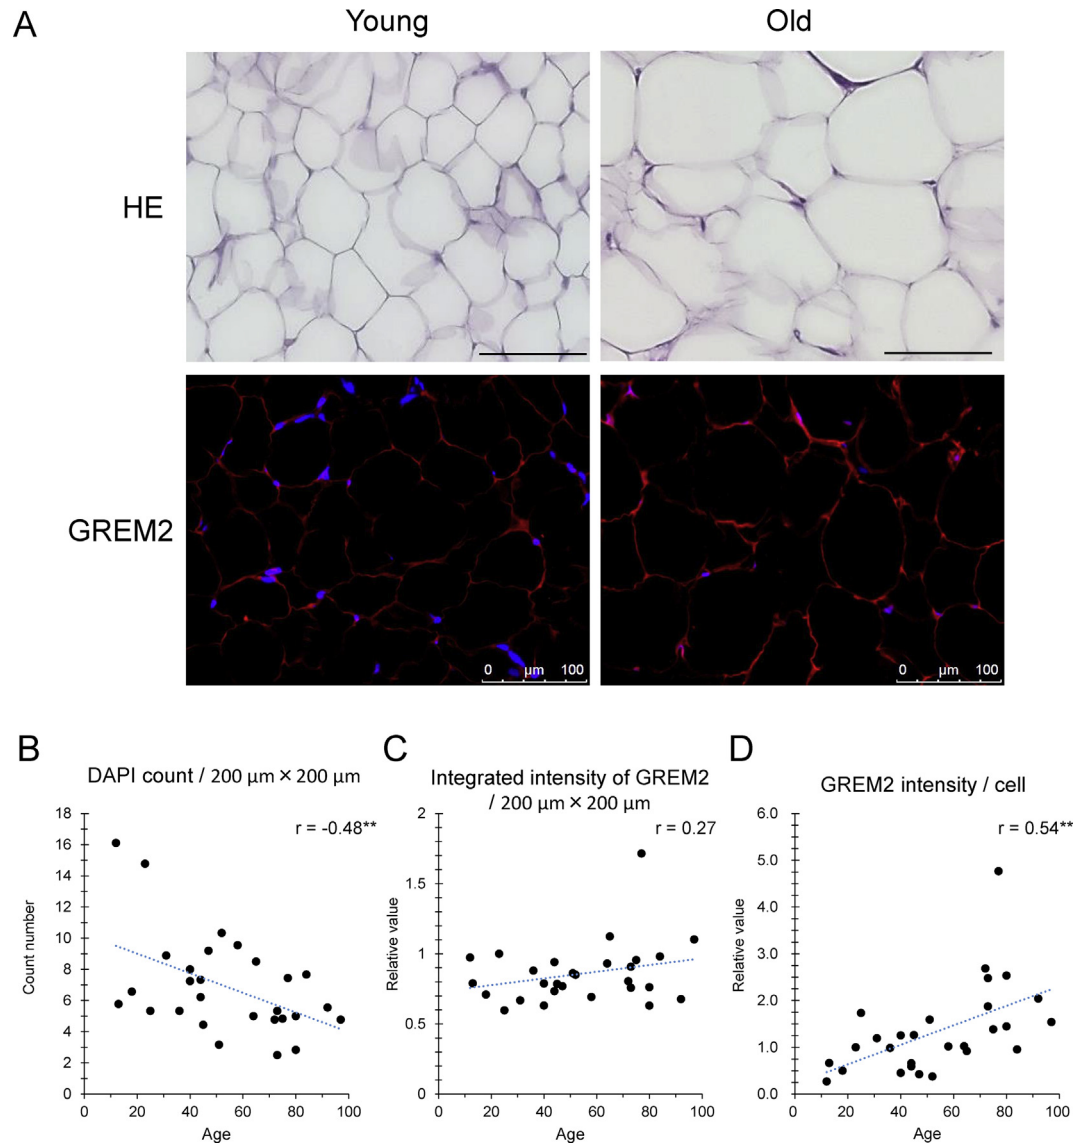 A
Young
Old
HE
GREM2
0 µm 100
0 µm 100
B
DAPI count / 200 µm × 200 µm
r = -0.48**
Count number
18
16
14
12
10
8
6
4
2
0
0 20 40 60 80 100
Age
C
Integrated intensity of GREM2
/ 200 µm × 200 µm
r = 0.27
Relative value
2
1.5
1
0.5
0
0 20 40 60 80 100
Age
D
GREM2 intensity / cell
r = 0.54**
Relative value
6.0
5.0
4.0
3.0
2.0
1.0
0.0
0 20 40 60 80 100
Age